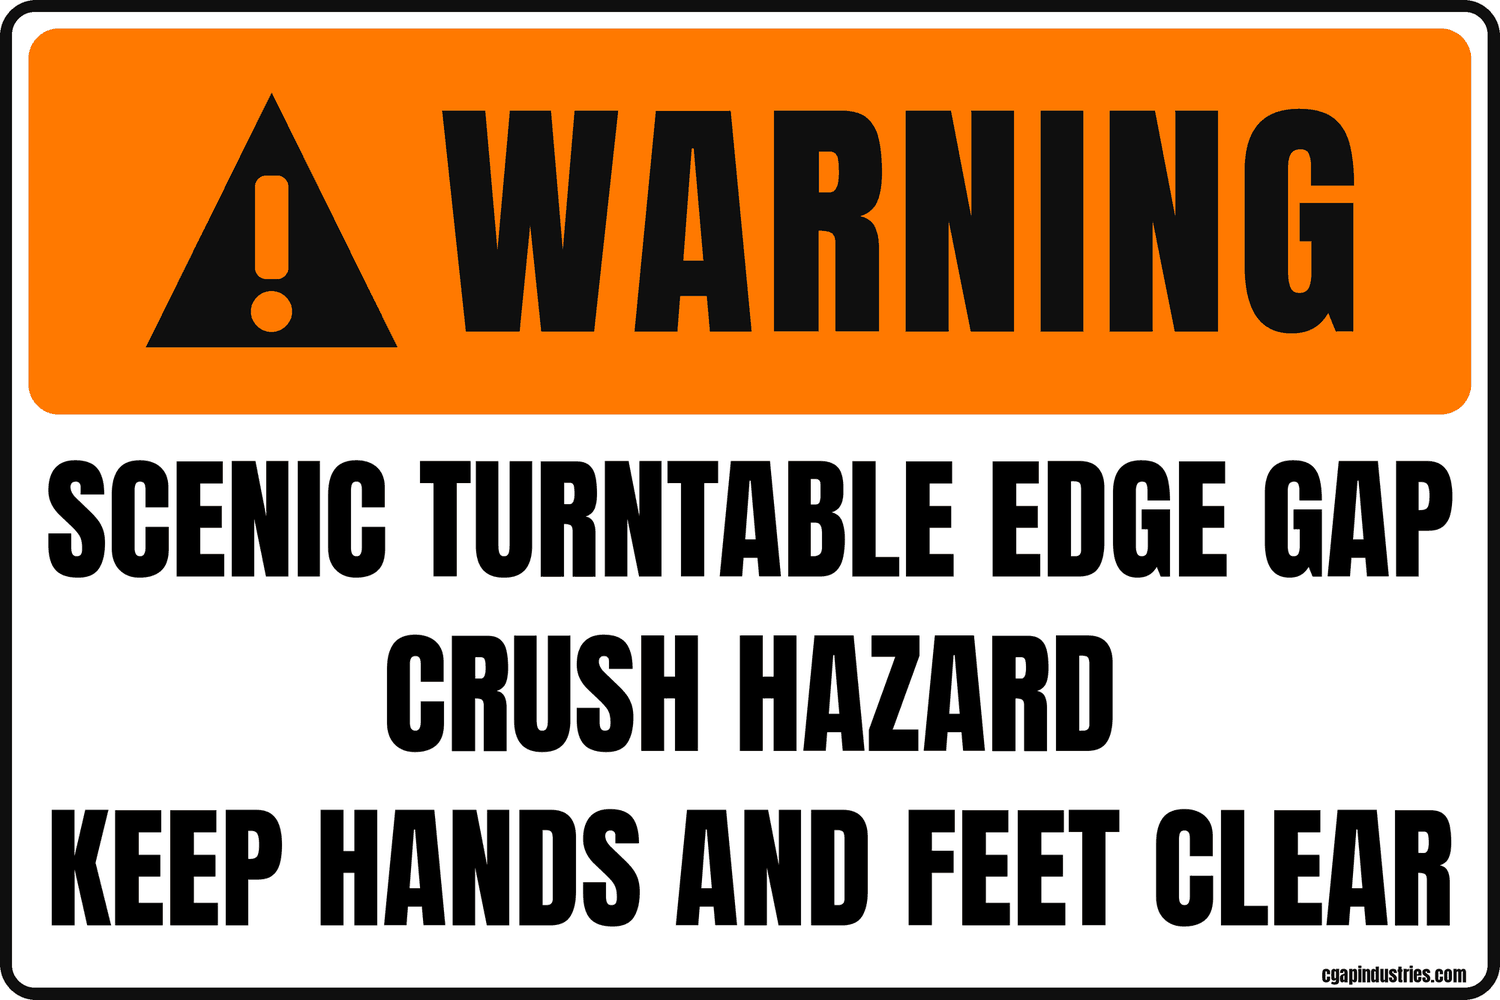 WARNING
SCENIC TURNTABLE EDGE GAP
CRUSH HAZARD
KEEP HANDS AND FEET CLEAR
cgapindustries.com